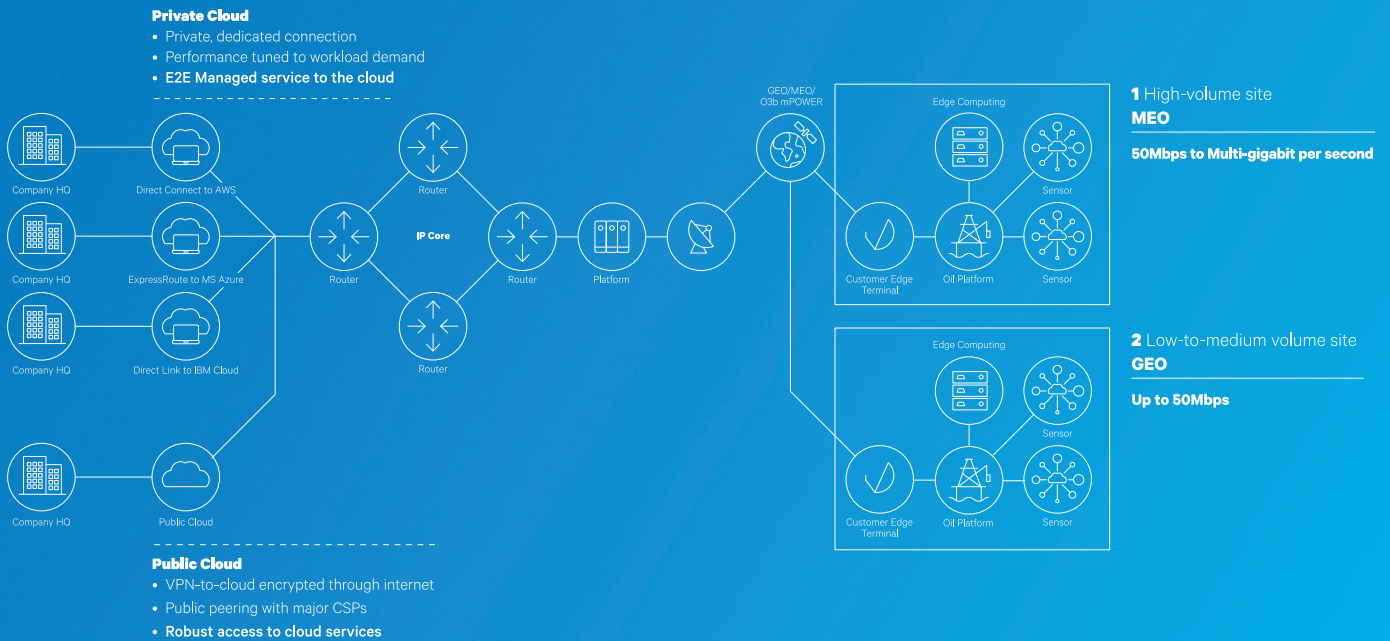 Private Cloud
• Private, dedicated connection
• Performance tuned to workload demand
• E2E Managed service to the cloud
Company HQ
Direct Connect to AWS
Company HQ
ExpressRoute to MS Azure
Company HQ
Direct Link to IBM Cloud
Company HQ
Public Cloud
Router
Router
IP Core
Router
Router
Platform
GEO/MEO/
O3b mPOWER
Edge Computing
Sensor
Customer Edge
Terminal
Oil Platform
Sensor
1 High-volume site
MEO
50Mbps to Multi-gigabit per second
Edge Computing
Sensor
Customer Edge
Terminal
Oil Platform
Sensor
2 Low-to-medium volume site
GEO
Up to 50Mbps
Public Cloud
• VPN-to-cloud encrypted through internet
• Public peering with major CSPs
• Robust access to cloud services